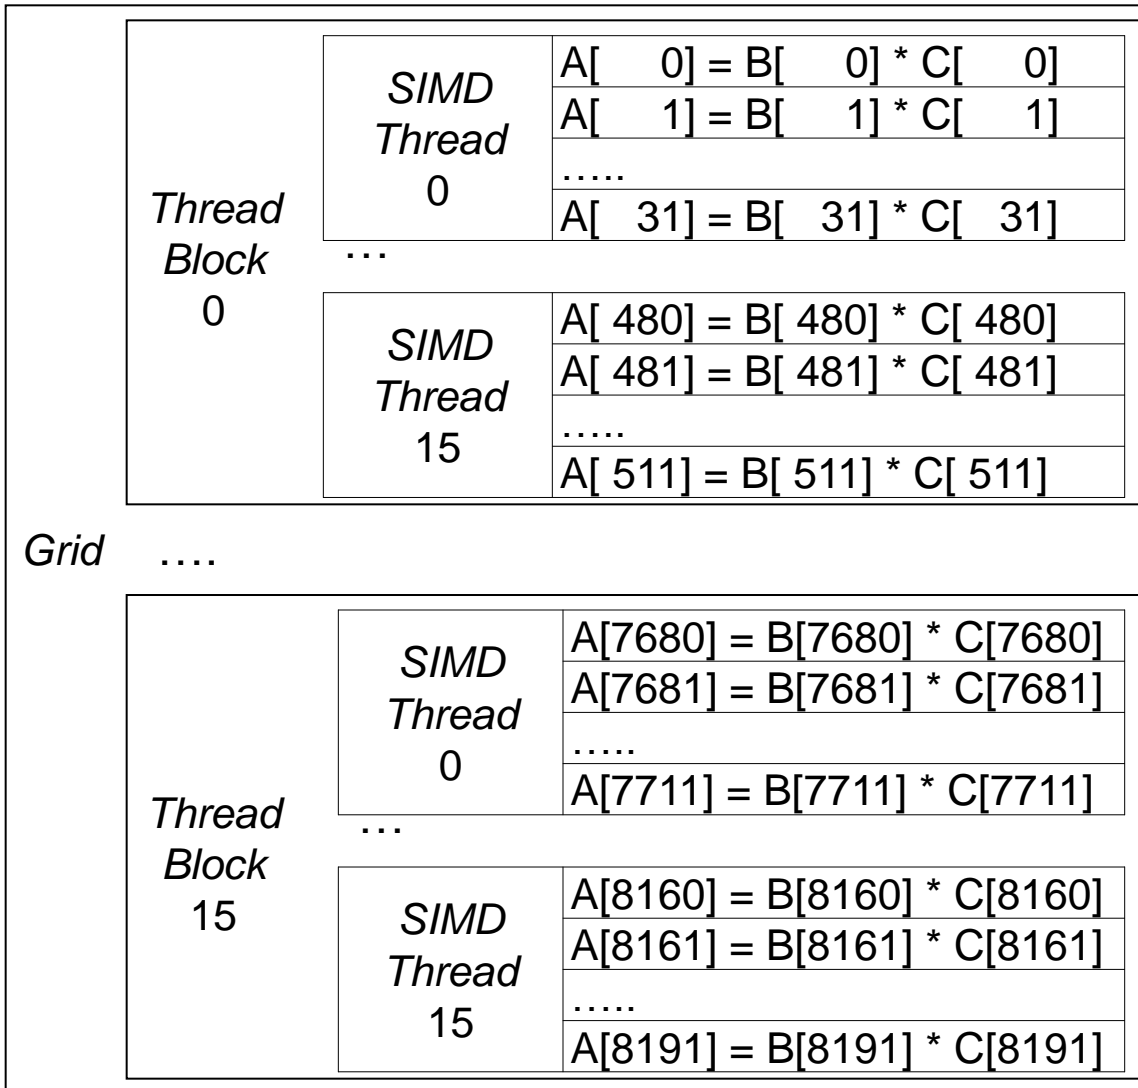 SIMD
Thread
0
A[ 0] = B[ 0] * C[ 0]
A[ 1] = B[ 1] * C[ 1]
.....
A[ 31] = B[ 31] * C[ 31]
Thread
Block
0
...
SIMD
Thread
15
A[ 480] = B[ 480] * C[ 480]
A[ 481] = B[ 481] * C[ 481]
.....
A[ 511] = B[ 511] * C[ 511]
Grid ....
SIMD
Thread
0
A[7680] = B[7680] * C[7680]
A[7681] = B[7681] * C[7681]
.....
A[7711] = B[7711] * C[7711]
Thread
Block
15
...
SIMD
Thread
15
A[8160] = B[8160] * C[8160]
A[8161] = B[8161] * C[8161]
.....
A[8191] = B[8191] * C[8191]